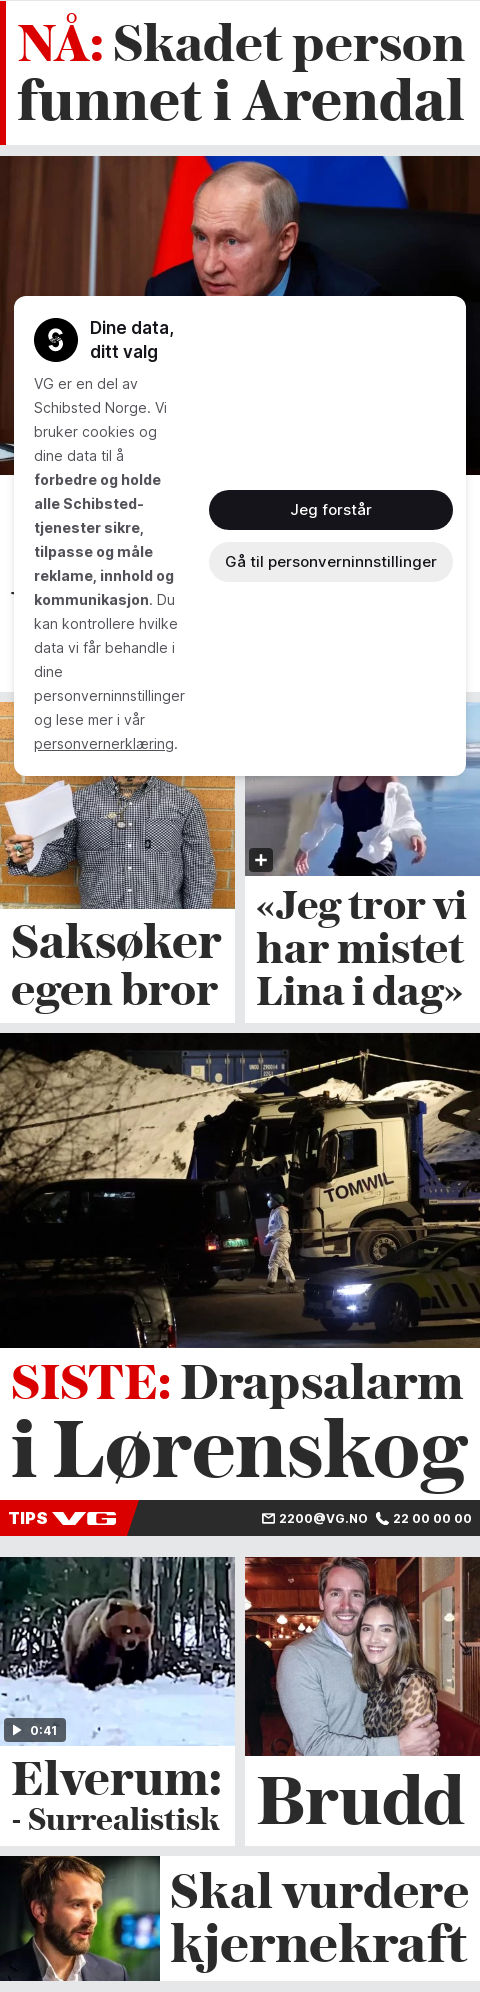 NÅ: Skadet person
funnet i Arendal
Dine data,
ditt valg
VG er en del av
Schibsted Norge. Vi
bruker cookies og
dine data til å
forbedre og holde
alle Schibsted-
tjenester sikre,
tilpasse og måle
reklame, innhold og
kommunikasjon. Du
kan kontrollere hvilke
data vi får behandle i
dine
personverninnstillinger
og lese mer i vår
personvernerklæring.
Jeg forstår
Gå til personverninnstillinger
Saksøker
egen bror
«Jeg tror vi
har mistet
Lina i dag»
TOMWIL
SISTE: Drapsalarm
i Lørenskog
TIPS VG
2200@VG.NO 22 00 00 00
0:41
Elverum:
- Surrealistisk
Brudd
Skal vurdere
kjernekraft